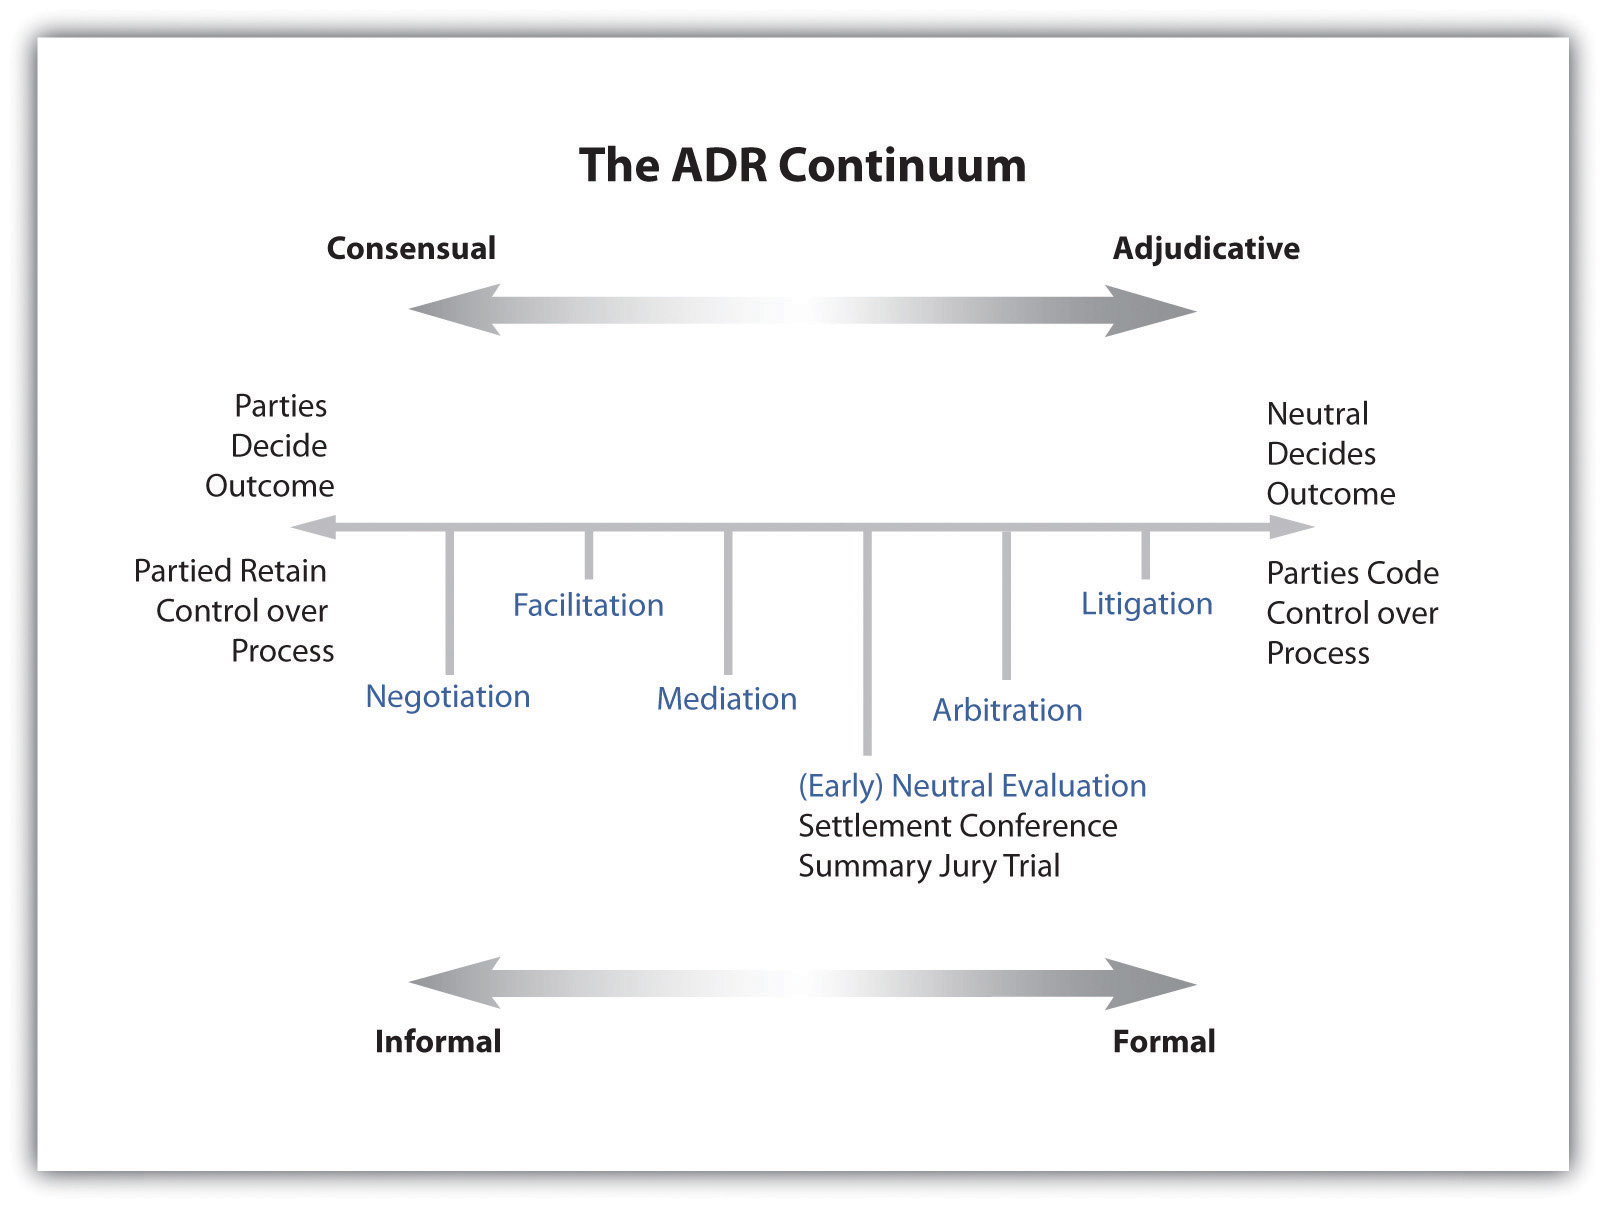 The ADR Continuum
Consensual
Adjudicative
Parties
Decide
Outcome
Neutral
Decides
Outcome
Partied Retain
Control over
Process
Parties Code
Control over
Process
Facilitation
Litigation
Negotiation
Mediation
Arbitration
(Early) Neutral Evaluation
Settlement Conference
Summary Jury Trial
Informal
Formal